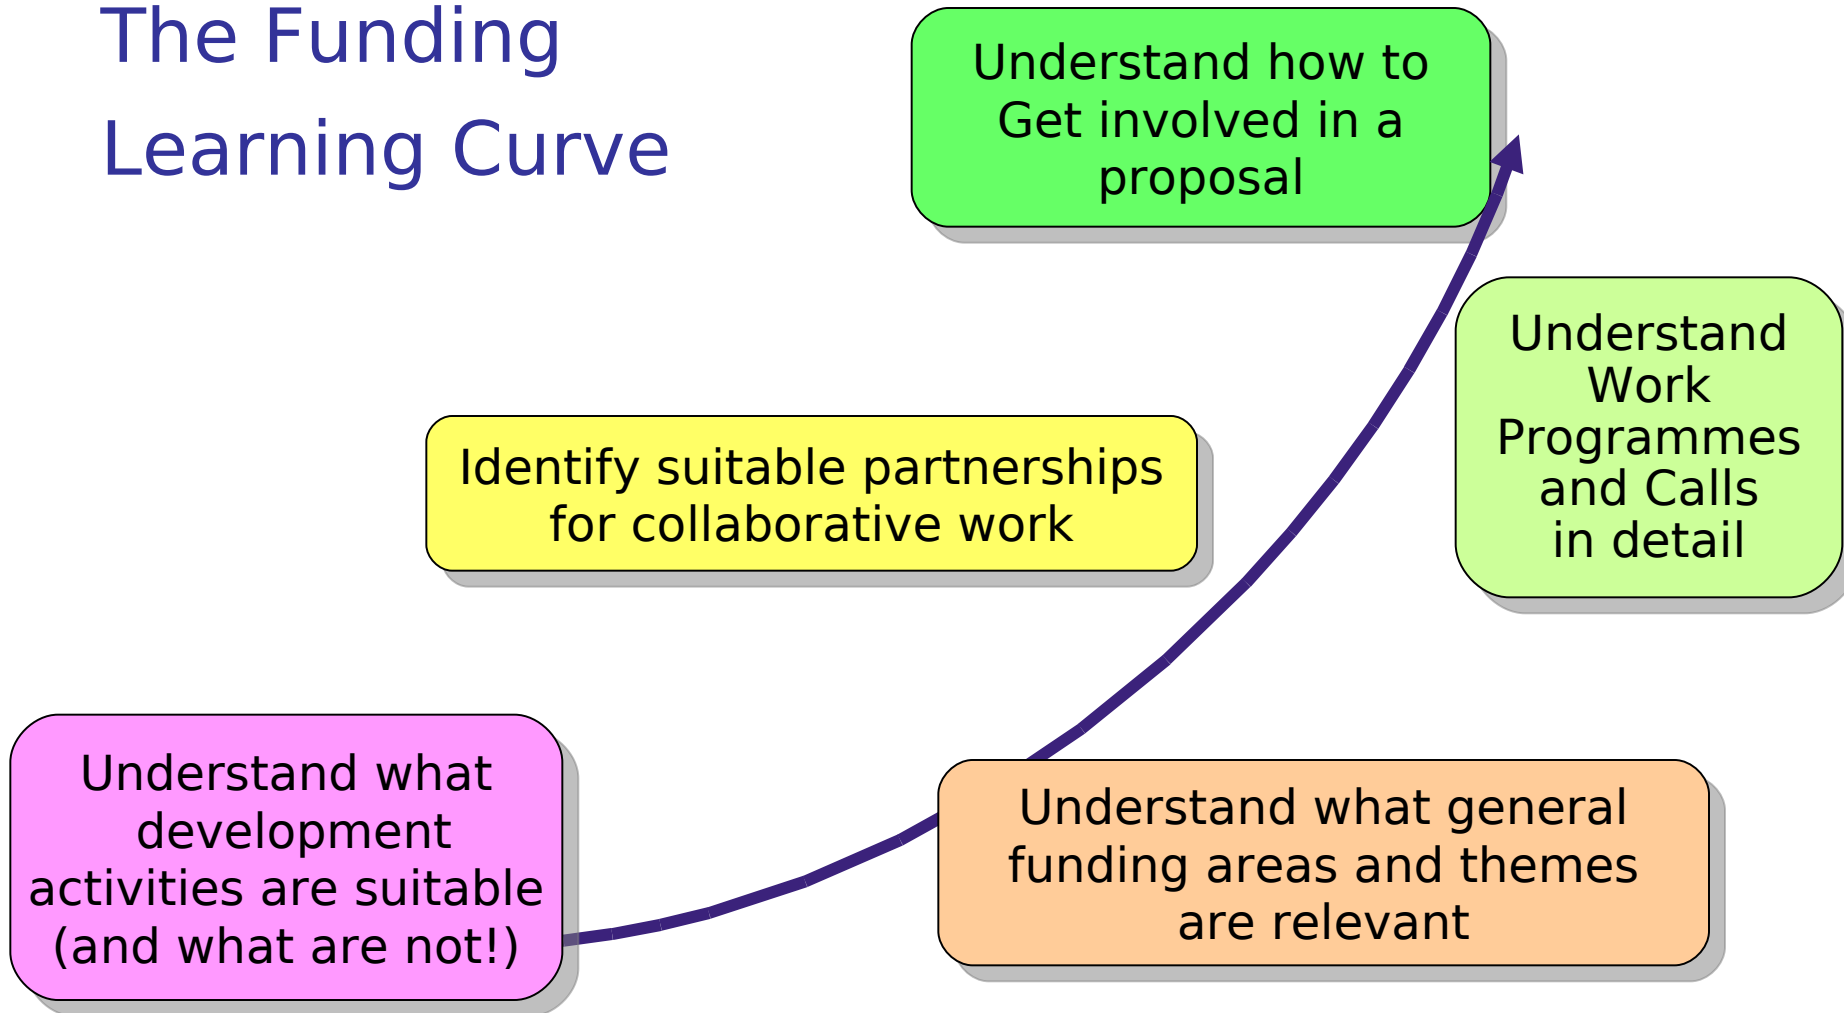 The Funding
Learning Curve
Understand how to
Get involved in a
proposal
Understand
Work
Programmes
and Calls
in detail
Identify suitable partnerships
for collaborative work
Understand what
development
activities are suitable
(and what are not!)
Understand what general
funding areas and themes
are relevant